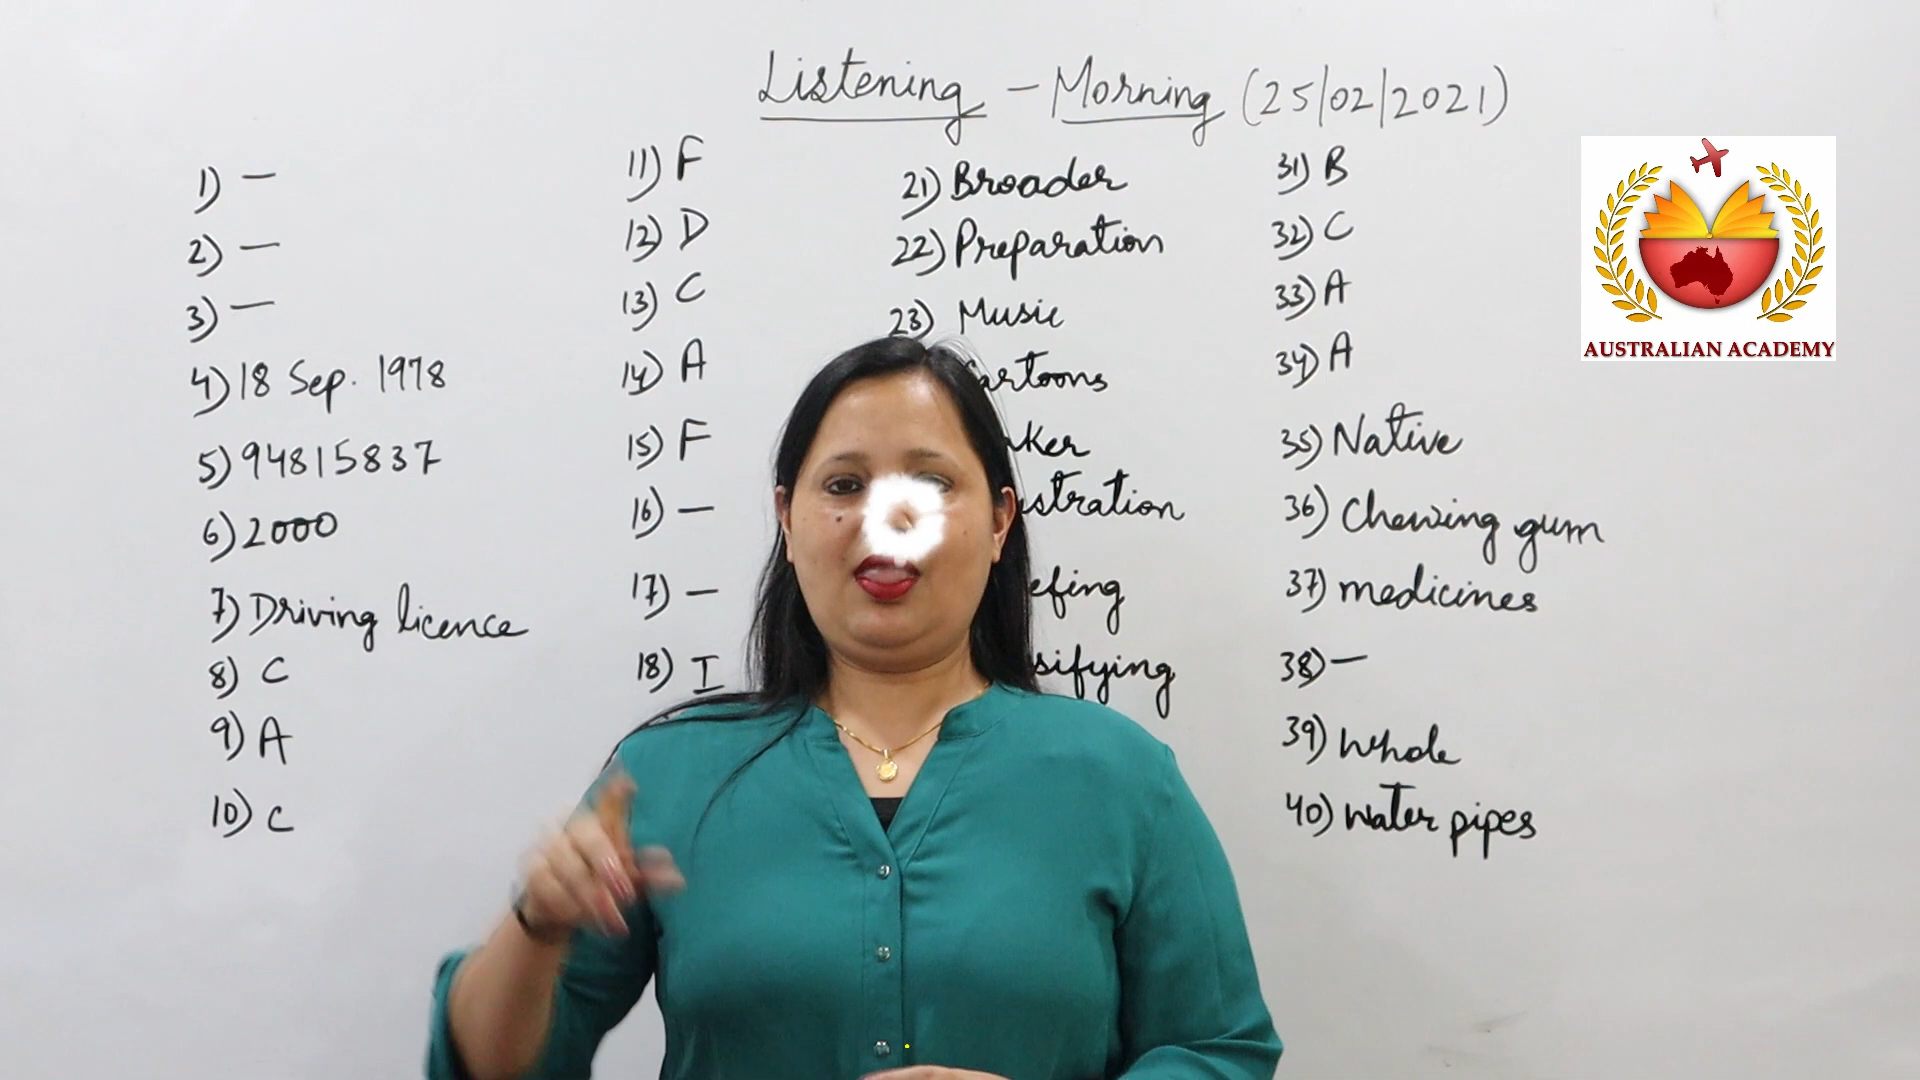 Listening - Morning (25/02/2021)
1) —
2) —
3) —
4) 18 Sep. 1978
5) 94815837
6) 2000
7) Driving licence
8) C
9) A
10) C
11) F
12) D
13) C
14) A
15) F
16) —
17) —
18) I
21) Broader
22) Preparation
23) Music
31) B
32) C
33) A
34) A
35) Native
36) Chewing gum
37) medicines
38) —
39) Whole
40) Water pipes
AUSTRALIAN ACADEMY